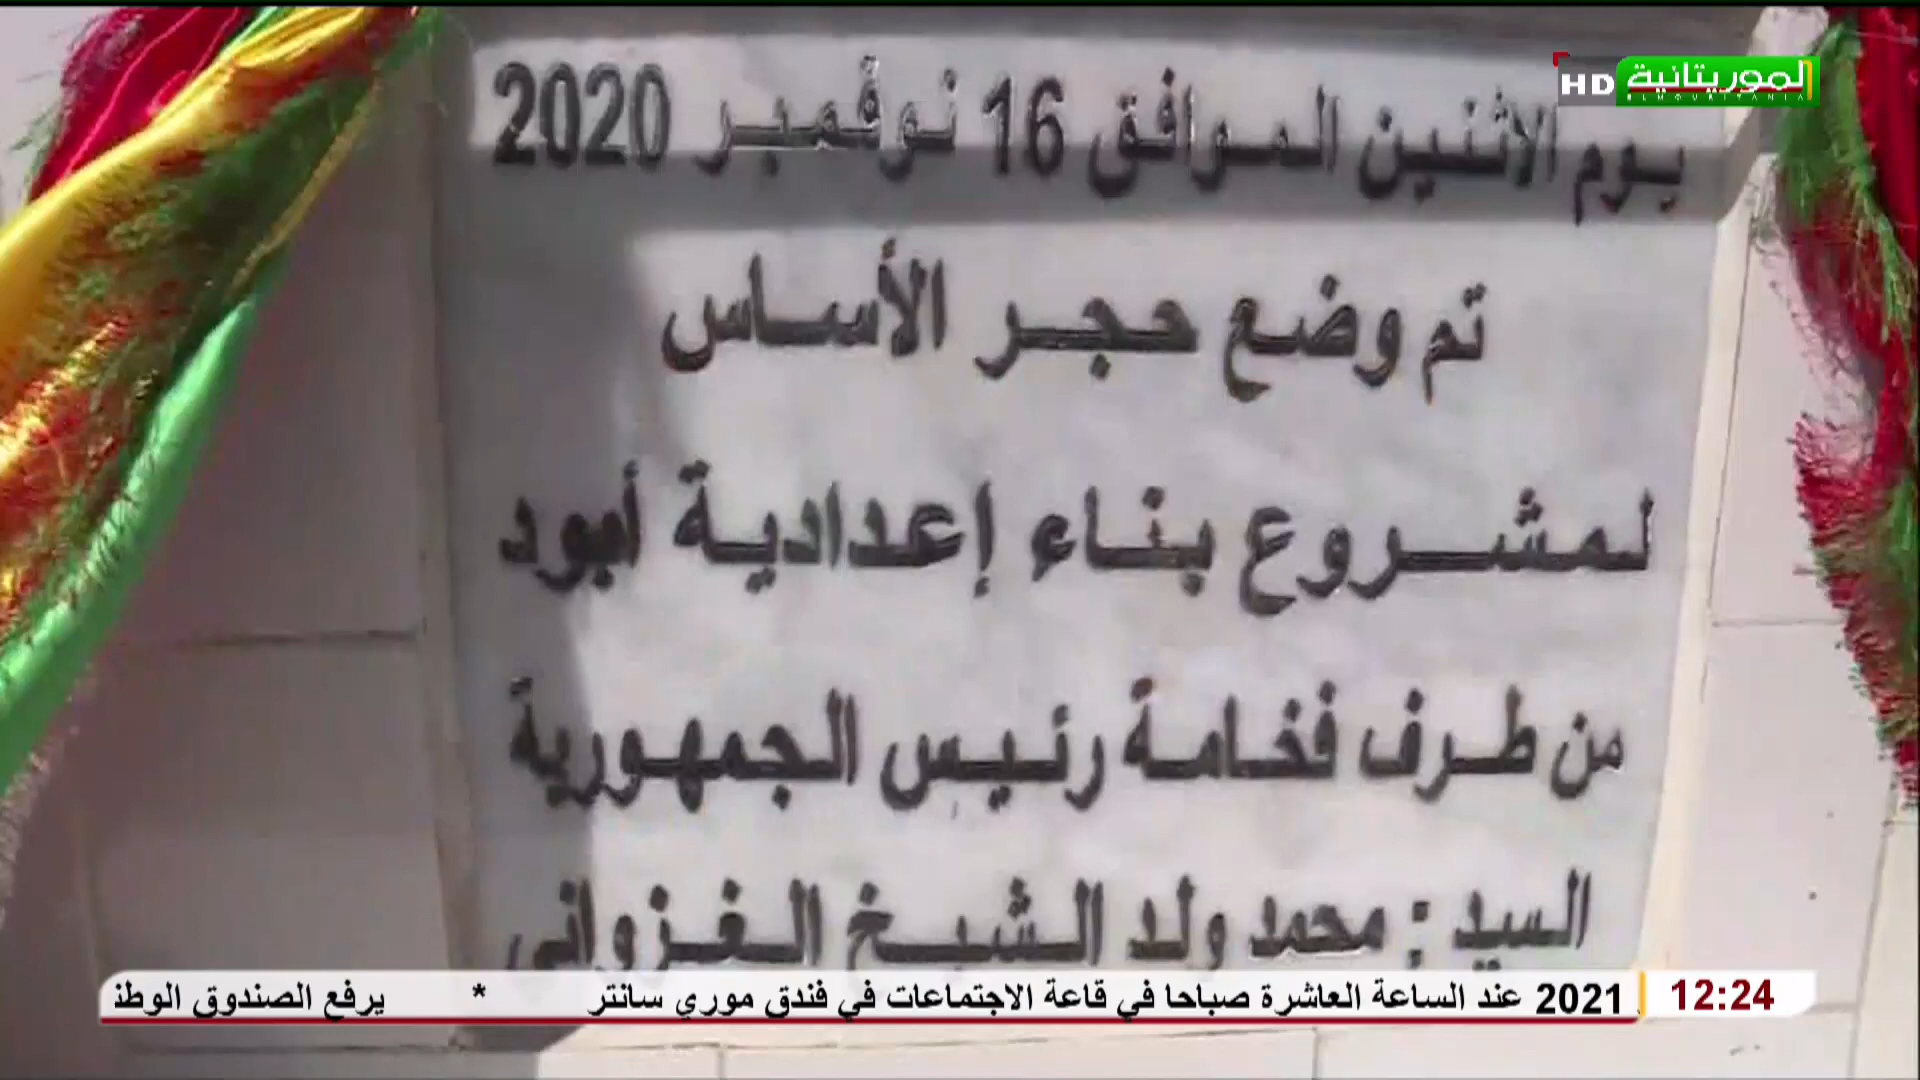 الموريتانية HD
ELMOURITANIA
يوم الاثنين الموافق 16 نوفمبر 2020
تم وضع حجر الأساس
لمشروع بناء إعدادية أمبود
من طرف فخامة رئيس الجمهورية
السيد : محمد ولد الشيخ الغزواني
2021 عند الساعة العاشرة صباحا في قاعة الاجتماعات في فندق موري سانتر * يرفع الصندوق الوطن
12:24